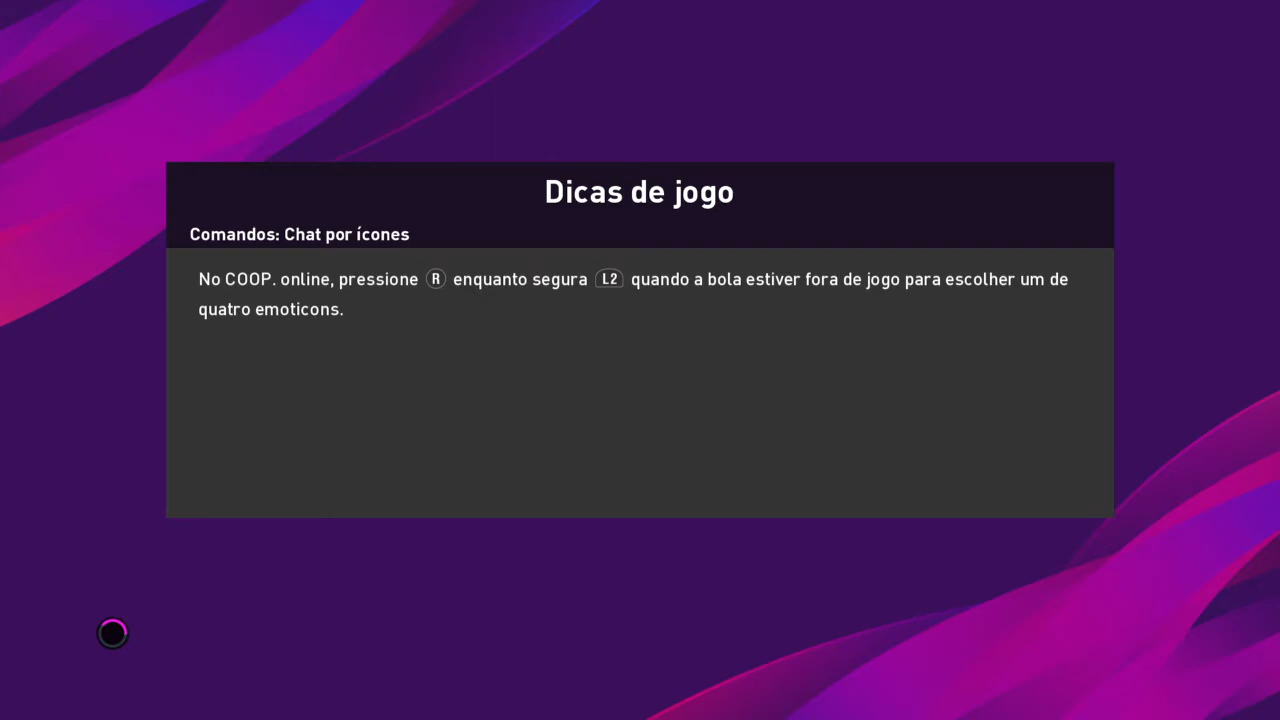 Dicas de jogo
Comandos: Chat por ícones
No COOP. online, pressione R enquanto segura L2 quando a bola estiver fora de jogo para escolher um de
quatro emoticons.